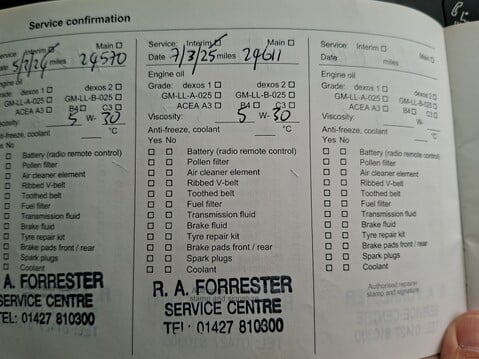 Service confirmation
Service: Interim Main
Date 5/3/24 miles 24570
Engine oil
Grade: dexos 1 dexos 2
GM-LL-A-025 GM-LL-B-025
ACEA A3 B4 C3
Viscosity: 5 W- 30
Anti-freeze, coolant °C
Yes No
Battery (radio remote control)
Pollen filter
Air cleaner element
Ribbed V-belt
Toothed belt
Fuel filter
Transmission fluid
Brake fluid
Tyre repair kit
Brake pads front / rear
Spark plugs
Coolant
A. FORRESTER
SERVICE CENTRE
TEL: 01427 810300
Service: Interim Main
Date 7/3/25 miles 24611
Engine oil
Grade: dexos 1 dexos 2
GM-LL-A-025 GM-LL-B-025
ACEA A3 B4 C3
Viscosity: 5 W- 30
Anti-freeze, coolant °C
Yes No
Battery (radio remote control)
Pollen filter
Air cleaner element
Ribbed V-belt
Toothed belt
Fuel filter
Transmission fluid
Brake fluid
Tyre repair kit
Brake pads front / rear
Spark plugs
Coolant
R. A. FORRESTER
stamp and signature
SERVICE CENTRE
TEL: 01427 810300
Service: Interim Main
Date miles
Engine oil
Grade: dexos 1 dexos 2
GM-LL-A-025 GM-LL-B-025
ACEA A3 B4 C3
Viscosity: W-
Anti-freeze, coolant °C
Yes No
Battery (radio remote control)
Pollen filter
Air cleaner element
Ribbed V-belt
Toothed belt
Fuel filter
Transmission fluid
Brake fluid
Tyre repair kit
Brake pads front / rear
Spark plugs
Coolant
Authorised repairer
stamp and signature